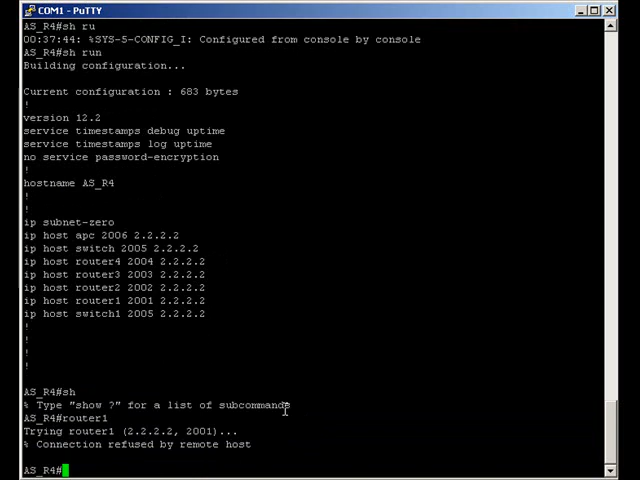 COM1 - PuTTY
AS_R4#sh ru
00:37:44: %SYS-5-CONFIG_I: Configured from console by console
AS_R4#sh run
Building configuration...
Current configuration : 683 bytes
!
version 12.2
service timestamps debug uptime
service timestamps log uptime
no service password-encryption
!
hostname AS_R4
!
!
ip subnet-zero
ip host apc 2006 2.2.2.2
ip host switch 2005 2.2.2.2
ip host router4 2004 2.2.2.2
ip host router3 2003 2.2.2.2
ip host router2 2002 2.2.2.2
ip host router1 2001 2.2.2.2
ip host switch1 2005 2.2.2.2
!
!
!
!
AS_R4#sh
% Type "show ?" for a list of subcommands
AS_R4#router1
Trying router1 (2.2.2.2, 2001)...
% Connection refused by remote host
AS_R4#